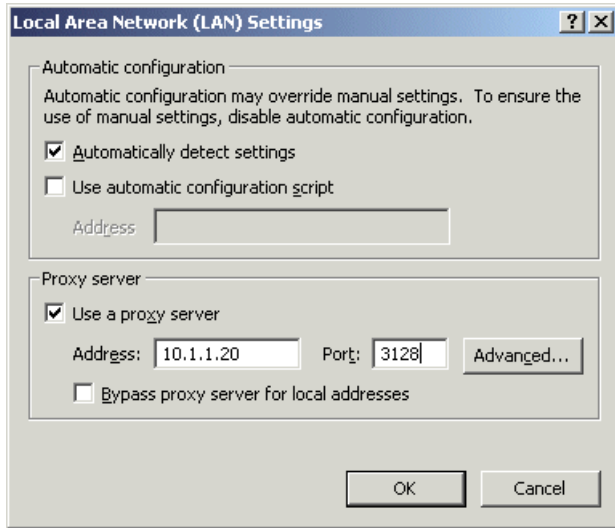 Local Area Network (LAN) Settings
Automatic configuration
Automatic configuration may override manual settings. To ensure the
use of manual settings, disable automatic configuration.
Automatically detect settings
Use automatic configuration script
Address
Proxy server
Use a proxy server
Address: 10.1.1.20 Port: 3128 Advanced...
Bypass proxy server for local addresses
OK Cancel